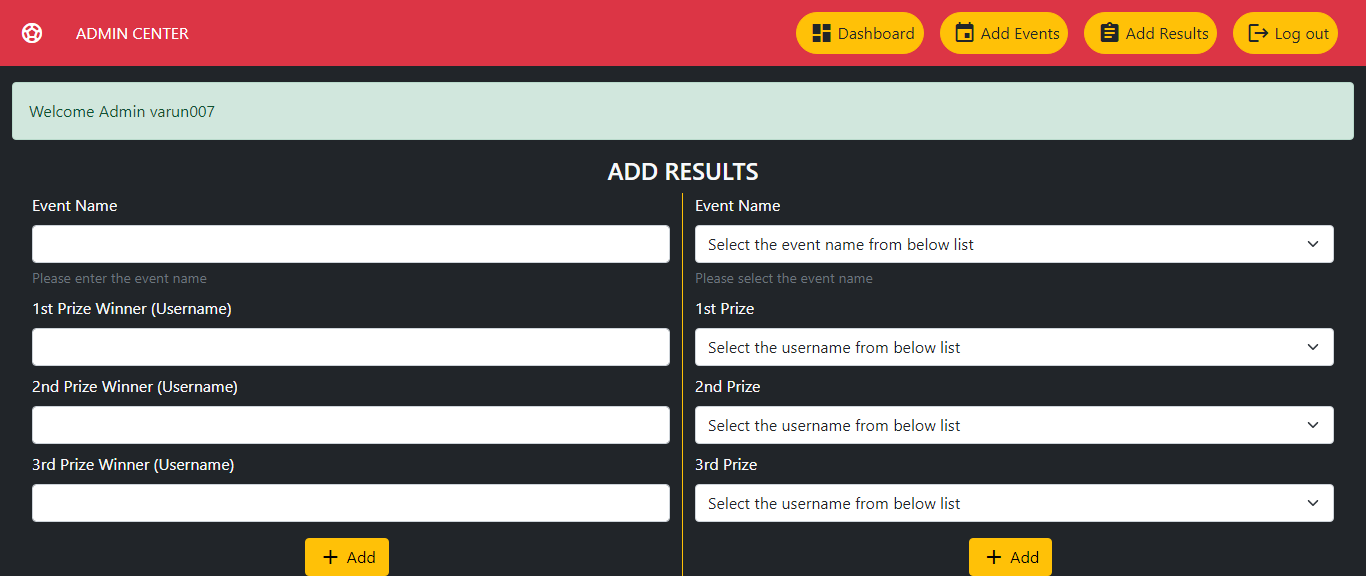 ADMIN CENTER
Dashboard
Add Events
Add Results
Log out
Welcome Admin varun007
ADD RESULTS
Event Name
Please enter the event name
1st Prize Winner (Username)
2nd Prize Winner (Username)
3rd Prize Winner (Username)
Add
Event Name
Select the event name from below list
Please select the event name
1st Prize
Select the username from below list
2nd Prize
Select the username from below list
3rd Prize
Select the username from below list
Add